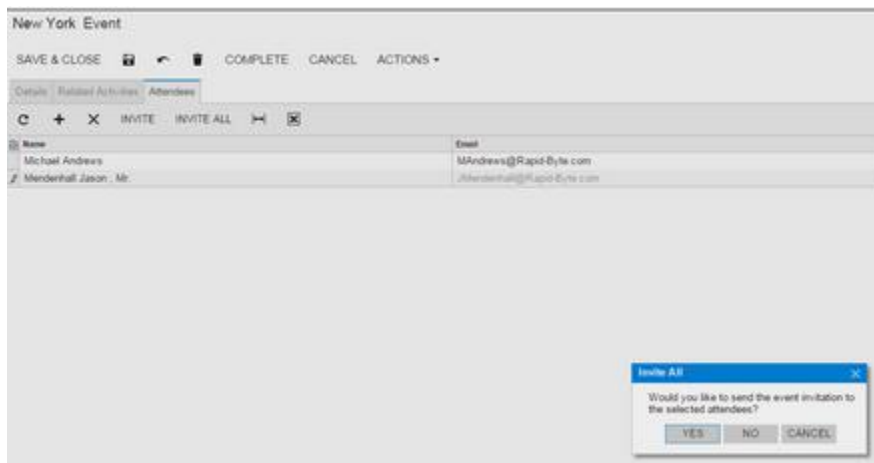 New York Event
SAVE & CLOSE COMPLETE CANCEL ACTIONS
Details Related Activities Attendees
INVITE INVITE ALL
Name Email
Michael Andrews MAndrews@Rapid-Byte.com
Mendenhall Jason , Mr. JMendenhall@Rapid-Byte.com
Invite All
Would you like to send the event invitation to
the selected attendees?
YES NO CANCEL